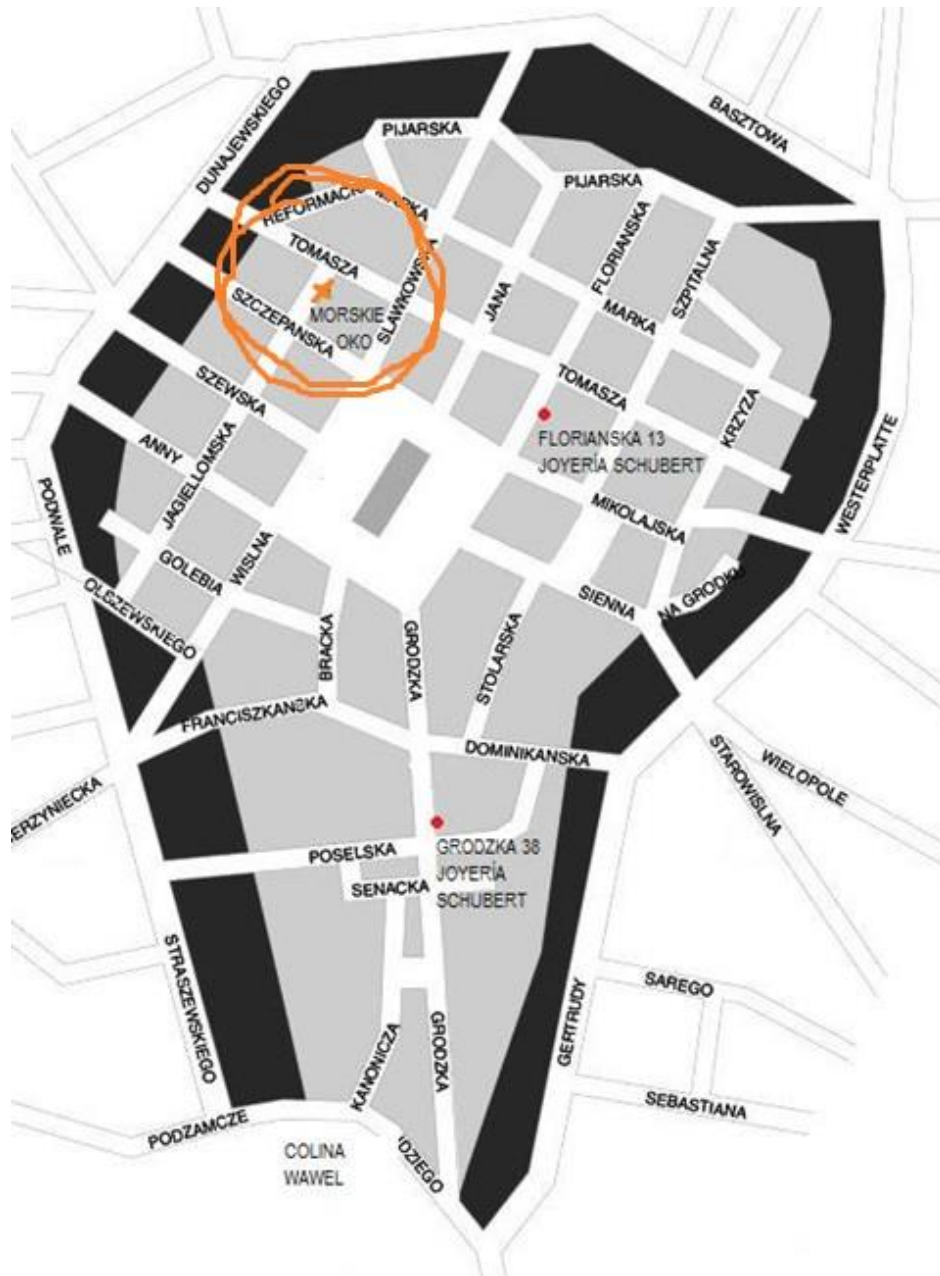 BASZTOWA
PIJARSKA
DUNAJEWSKIEGO
PIJARSKA
REFORMACKA
MARKA
FLORIANSKA
SZPITALNA
TOMASZA
SLAWKOWSKA
JANA
MARKA
MORSKIE
OKO
SZCZEPANSKA
SZEWSKA
TOMASZA
KRZYZA
FLORIANSKA 13
JOYERÍA SCHUBERT
ANNY
JAGIELLOMSKA
WESTERPLATTE
MIKOLAJSKA
PODWALE
WISLNA
GOLEBIA
NA GRODKU
SIENNA
OLSZEWSKIEGO
BRACKA
GRODZKA
STOLARSKA
FRANCISZKANSKA
DOMINIKANSKA
WIELOPOLE
STAROWISLNA
ERZYNIECKA
POSELSKA
GRODZKA 38
JOYERÍA
SCHUBERT
SENACKA
STRASZEWSKIEGO
SAREGO
GERTRUDY
KANONICZA
GRODZKA
SEBASTIANA
PODZAMCZE
COLINA
WAWEL
IDZIEGO